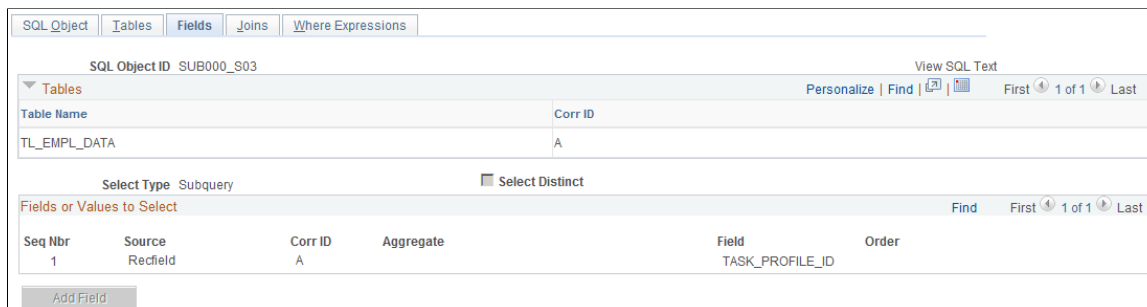 SQL Object Tables Fields Joins Where Expressions
SQL Object ID SUB000_S03 View SQL Text
Tables Personalize | Find | | First 1 of 1 Last
Table Name Corr ID
TL_EMPL_DATA A
Select Type Subquery Select Distinct
Fields or Values to Select Find First 1 of 1 Last
Seq Nbr Source Corr ID Aggregate Field Order
1 Recfield A TASK_PROFILE_ID
Add Field